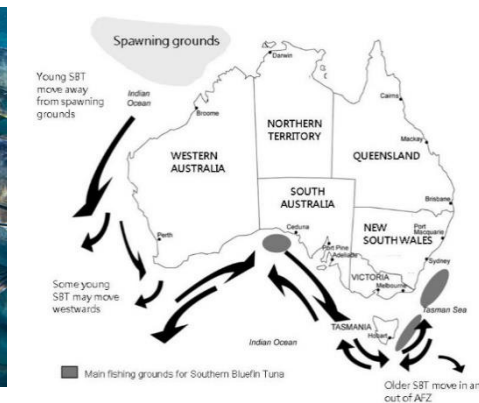 Spawning grounds
Darwin
Young SBT
move away
from spawning
grounds
Indian
Ocean
Cairns
Broome
NORTHERN
TERRITORY
Mackay
WESTERN
AUSTRALIA
QUEENSLAND
SOUTH
AUSTRALIA
Brisbane
Perth
Ceduna
NEW
SOUTH WALES
Port
Macquarie
Port Pirie
Adelaide
Sydney
VICTORIA
Melbourne
Some young
SBT may move
westwards
Tasman Sea
TASMANIA
Hobart
Indian Ocean
Main fishing grounds for Southern Bluefin Tuna
Older SBT move in an
out of AFZ